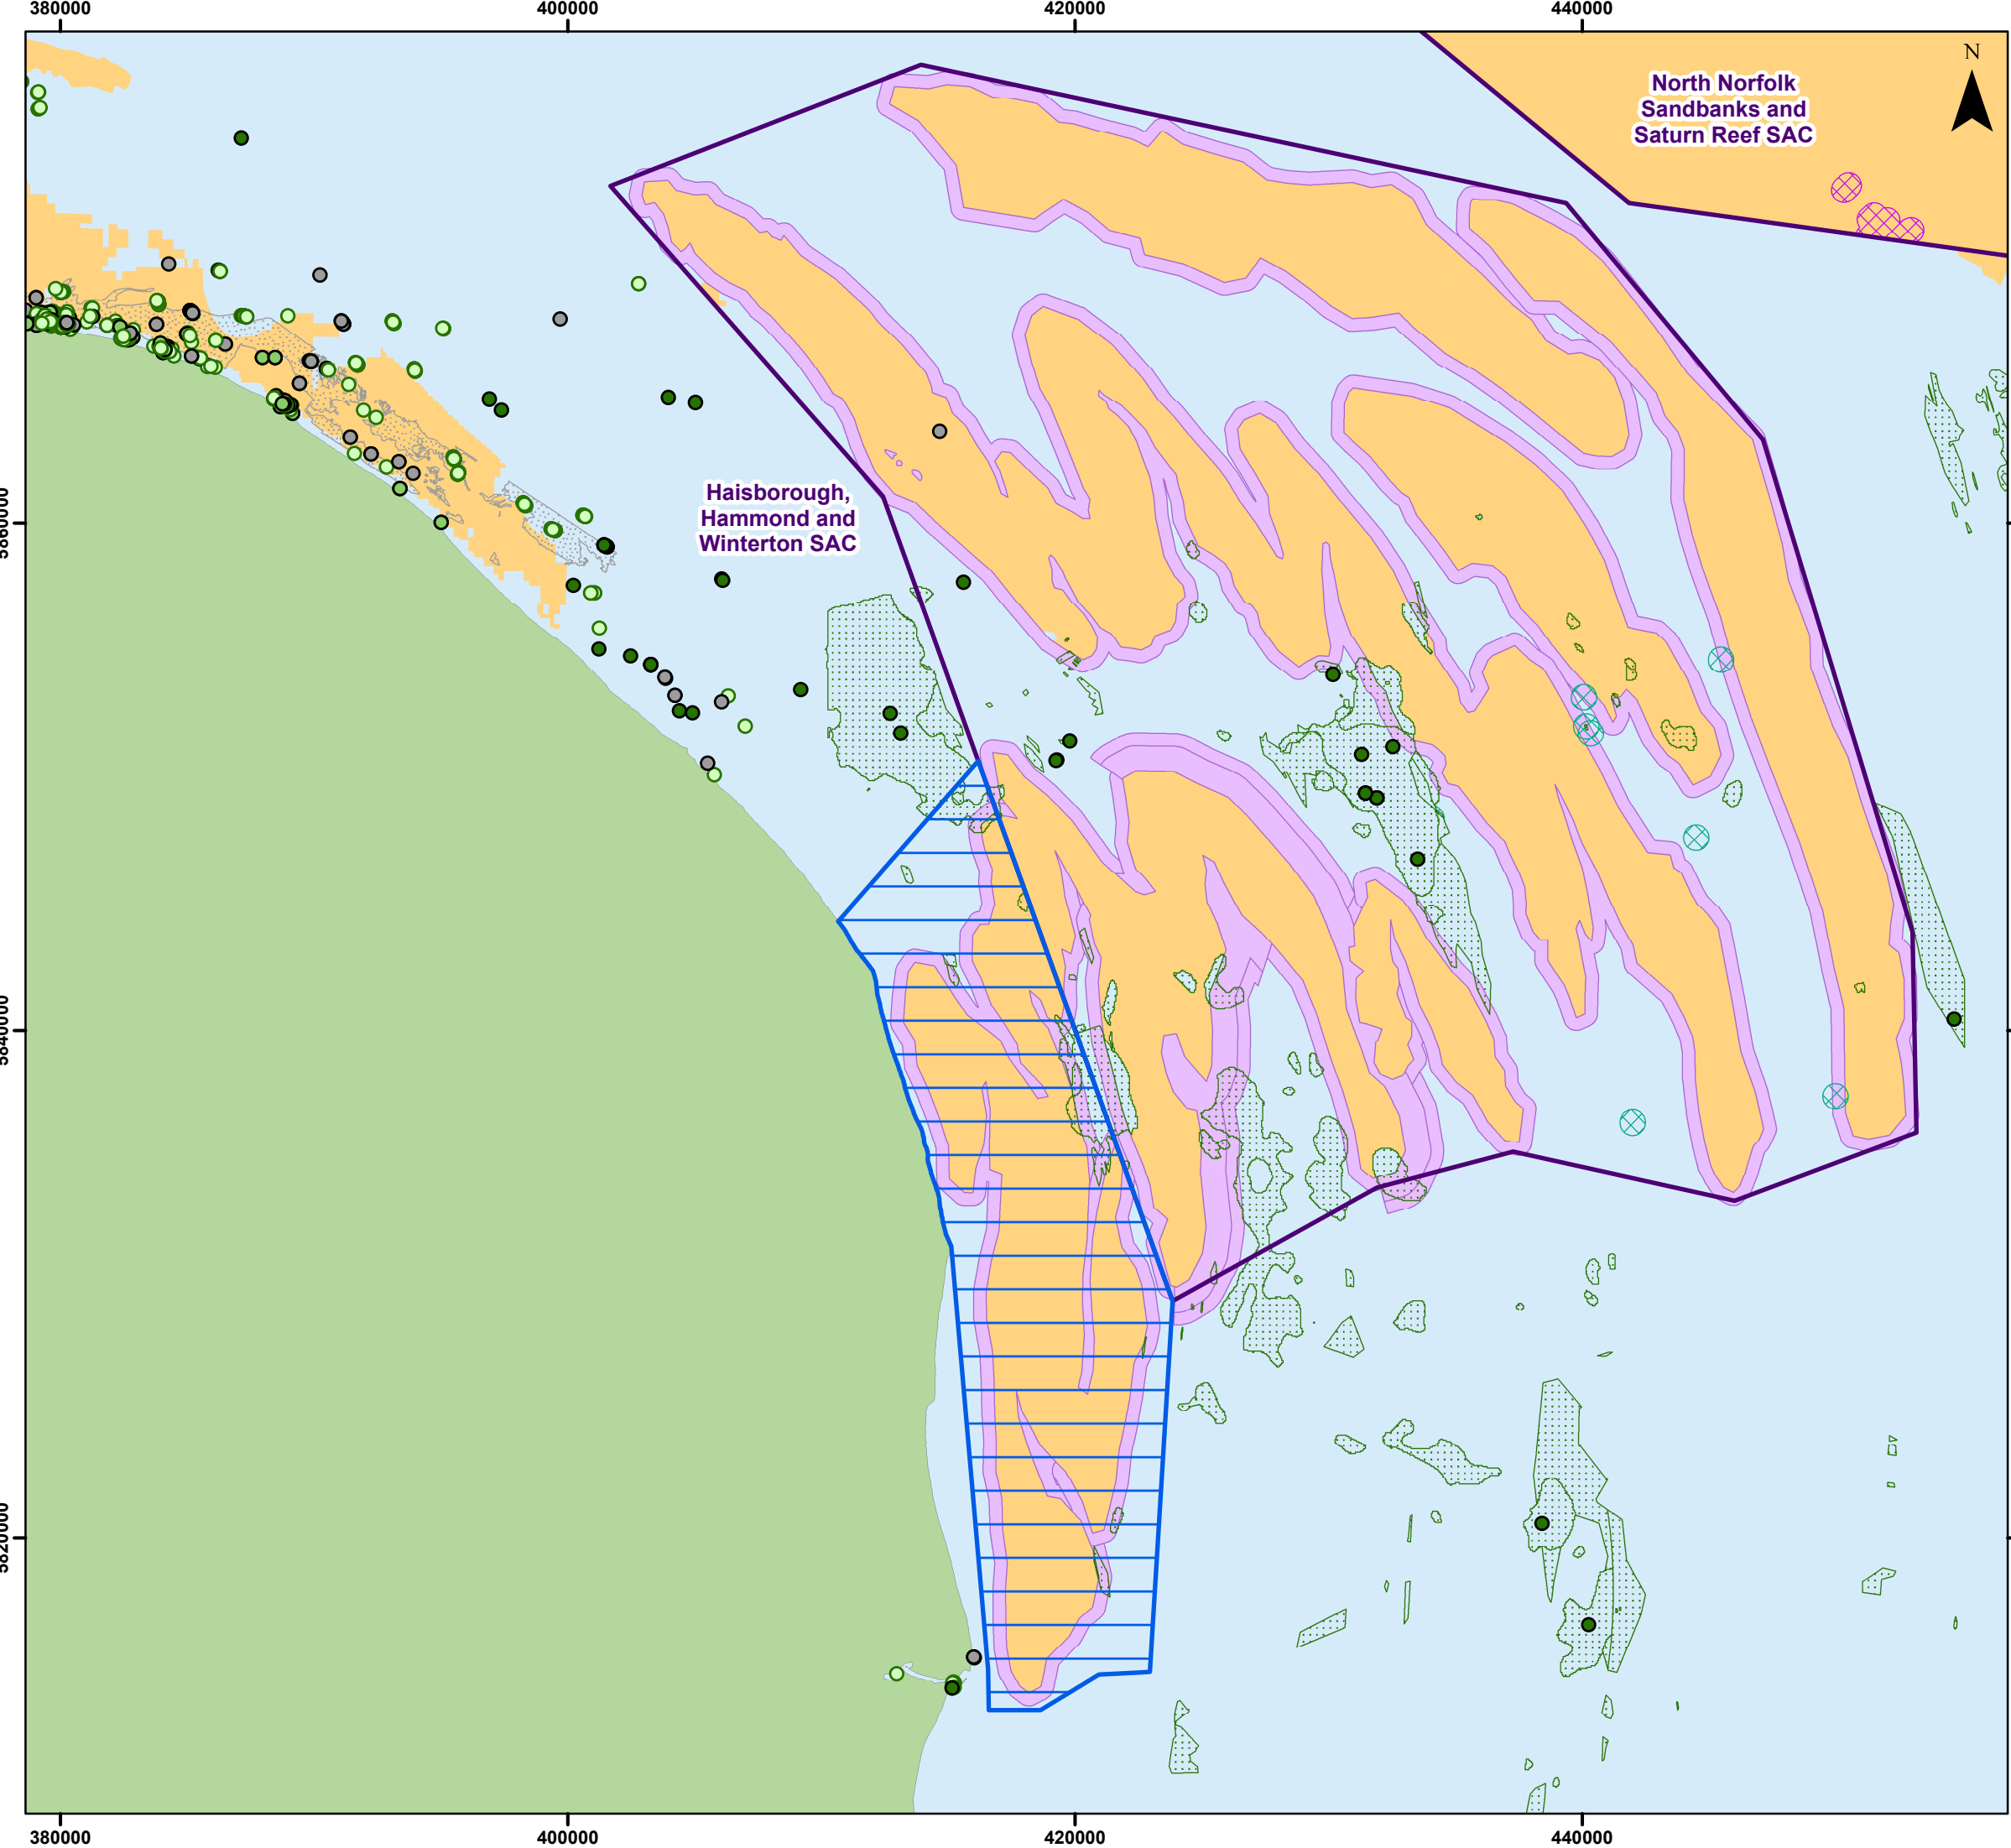 380000
400000
420000
440000
N
North Norfolk
Sandbanks and
Saturn Reef SAC
Haisborough,
Hammond and
Winterton SAC
380000
400000
420000
440000